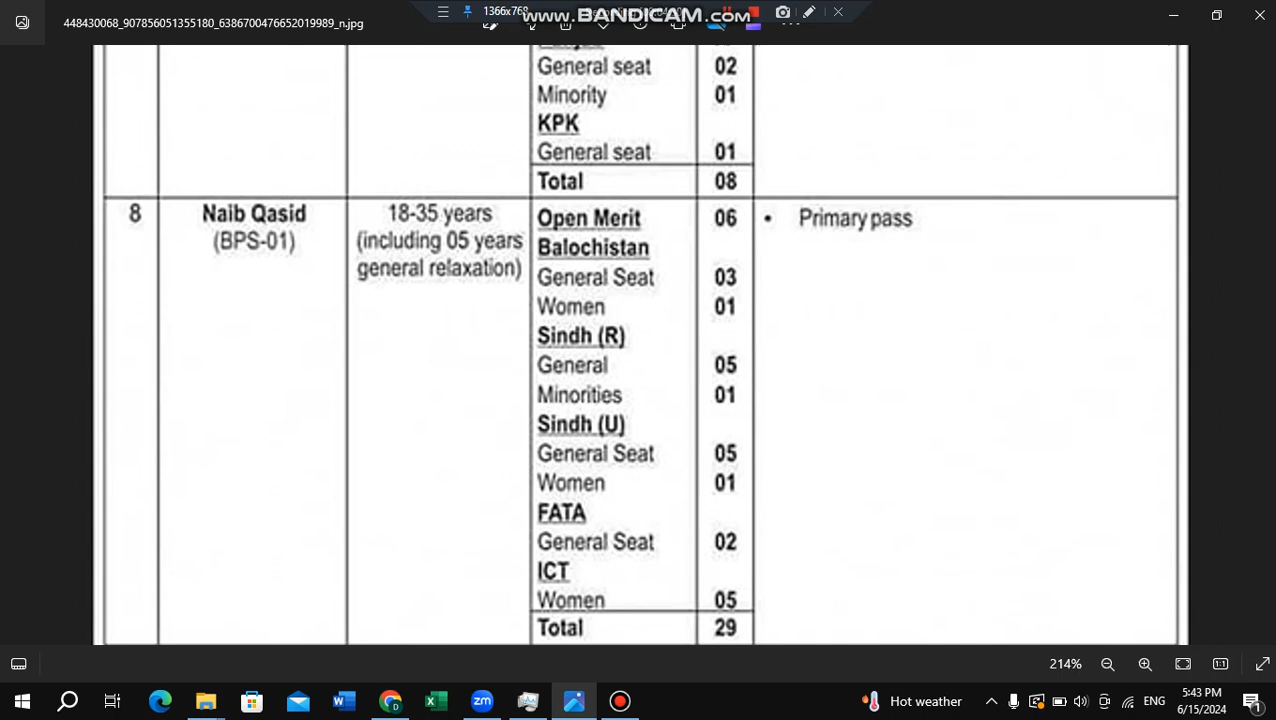 448430068_907856051355180_6386700476652019989_n.jpg
1366x768
www.BANDICAM.com
General seat 02
Minority 01
KPK
General seat 01
Total 08
8 Naib Qasid 18-35 years Open Merit 06 • Primary pass
(BPS-01) (including 05 years Balochistan
general relaxation) General Seat 03
Women 01
Sindh (R)
General 05
Minorities 01
Sindh (U)
General Seat 05
Women 01
FATA
General Seat 02
ICT
Women 05
Total 29
214%
Hot weather
ENG
6/15/2024